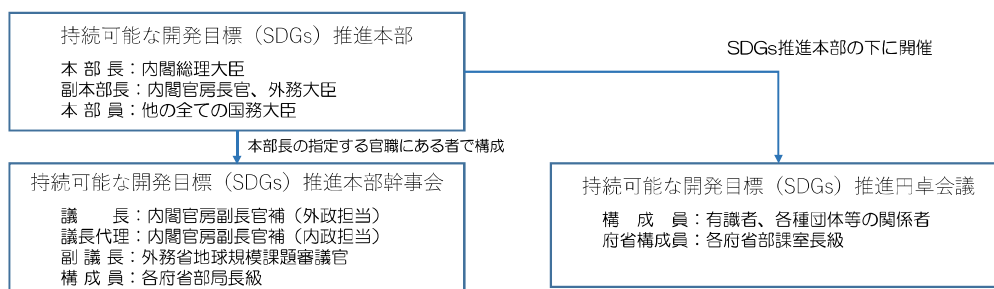 持続可能な開発目標（SDGs）推進本部
本 部 長：内閣総理大臣
副本部長：内閣官房長官、外務大臣
本 部 員：他の全ての国務大臣
SDGs推進本部の下に開催
本部長の指定する官職にある者で構成
持続可能な開発目標（SDGs）推進本部幹事会
議　　長：内閣官房副長官補（外政担当）
議長代理：内閣官房副長官補（内政担当）
副 議 長：外務省地球規模課題審議官
構 成 員：各府省部局長級
持続可能な開発目標（SDGs）推進円卓会議
構　成　員：有識者、各種団体等の関係者
府省構成員：各府省部課室長級